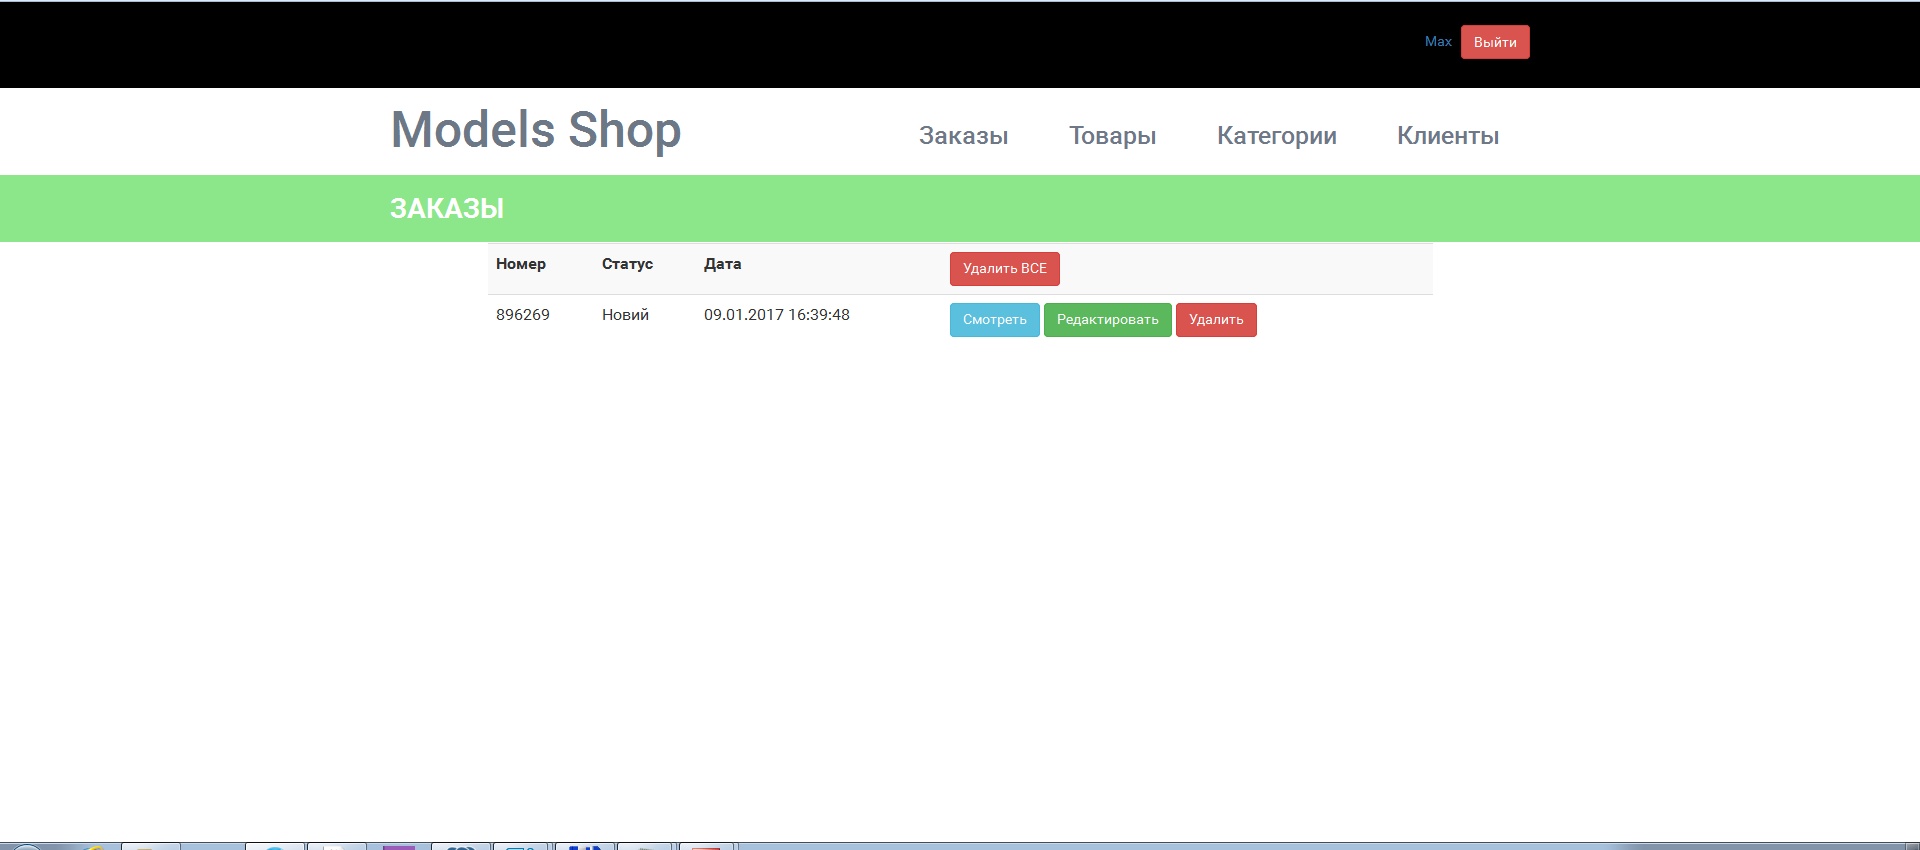 Max Выйти
Models Shop Заказы Товары Категории Клиенты
ЗАКАЗЫ
Номер Статус Дата Удалить ВСЕ
896269 Новий 09.01.2017 16:39:48 Смотреть Редактировать Удалить